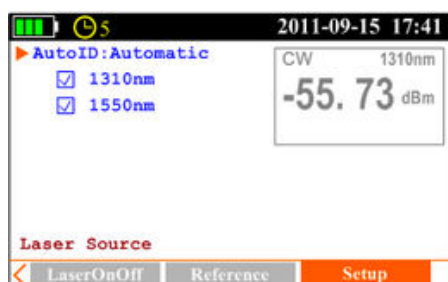 5 2011-09-15 17:41
AutoID:Automatic
CW 1310nm
1310nm
-55.73 dBm
1550nm
Laser Source
LaserOnOff Reference Setup